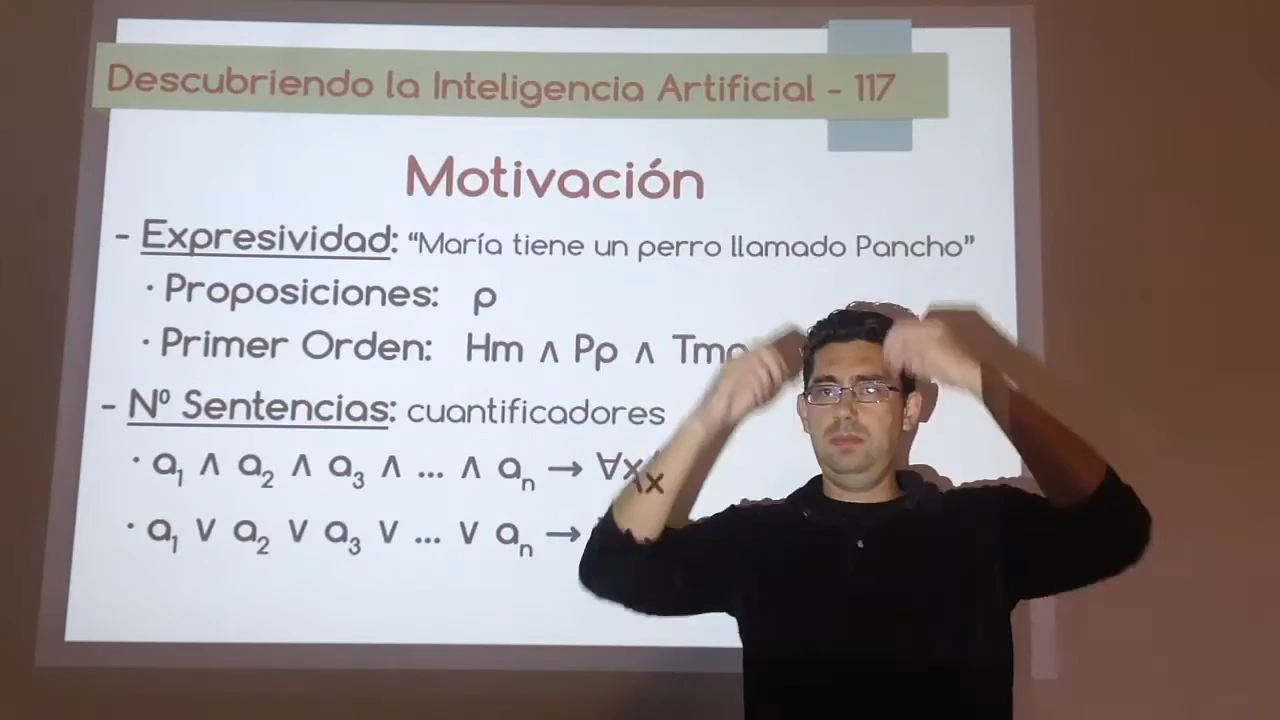 Descubriendo la Inteligencia Artificial - 117
Motivación
- Expresividad: “María tiene un perro llamado Pancho”
· Proposiciones: p
· Primer Orden: Hm ∧ Pp ∧ Tmp
- Nº Sentencias: cuantificadores
· a₁ ∧ a₂ ∧ a₃ ∧ ... ∧ aₙ → ∀x
· a₁ ∨ a₂ ∨ a₃ ∨ ... ∨ aₙ →